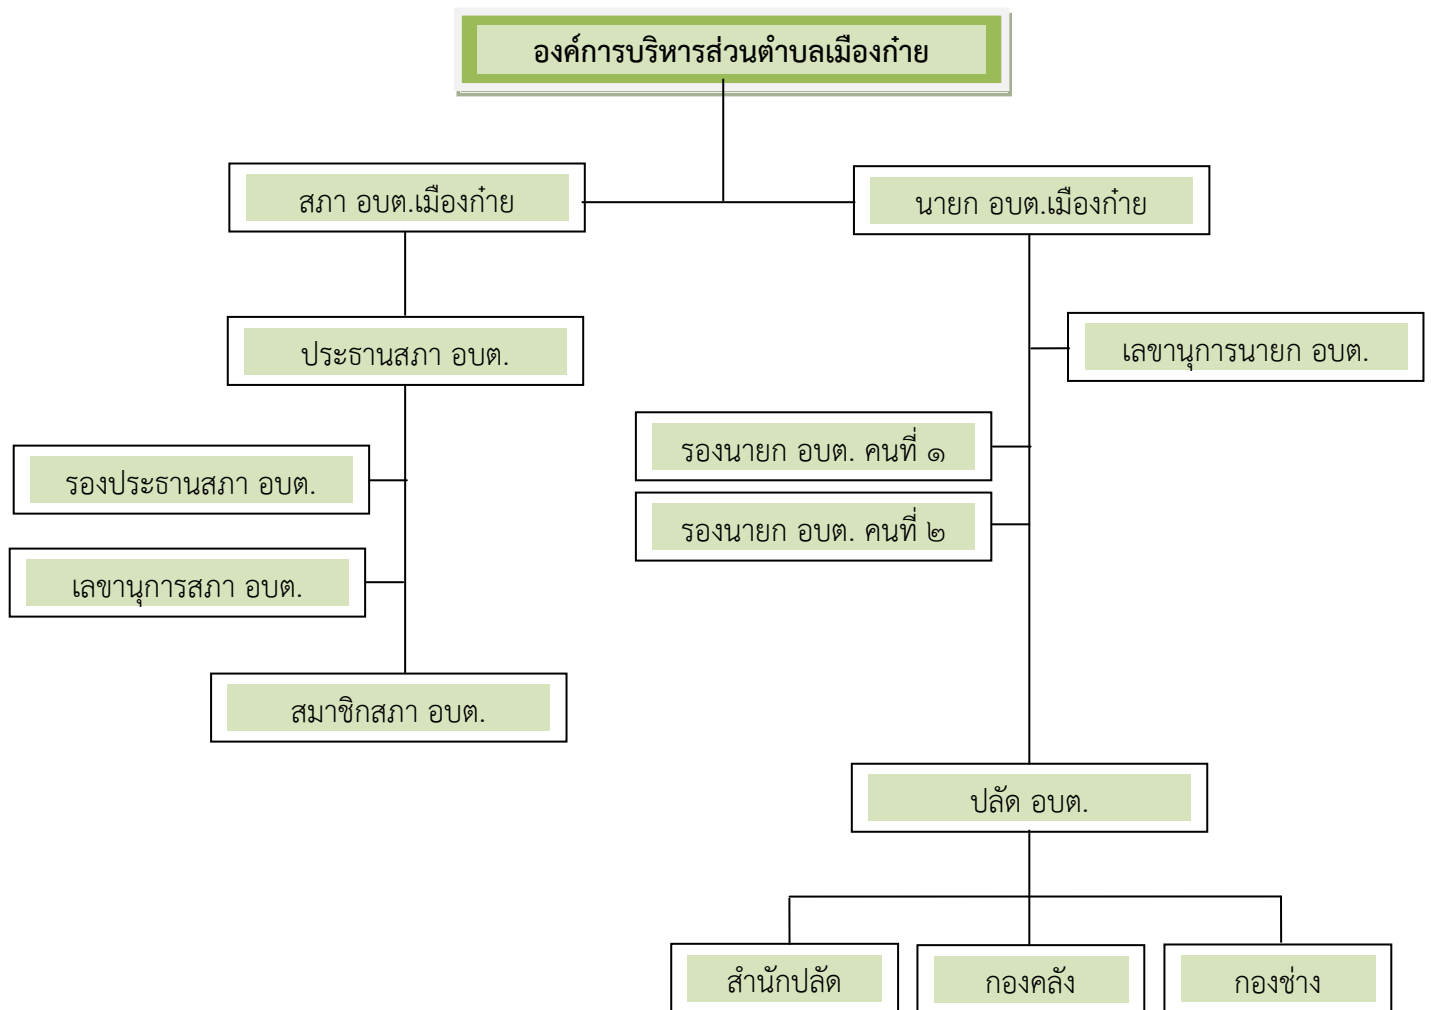 องค์การบริหารส่วนตำบลเมืองก๋าย
สภา อบต.เมืองก๋าย
นายก อบต.เมืองก๋าย
ประธานสภา อบต.
เลขานุการนายก อบต.
รองนายก อบต. คนที่ ๑
รองประธานสภา อบต.
รองนายก อบต. คนที่ ๒
เลขานุการสภา อบต.
สมาชิกสภา อบต.
ปลัด อบต.
สำนักปลัด
กองคลัง
กองช่าง